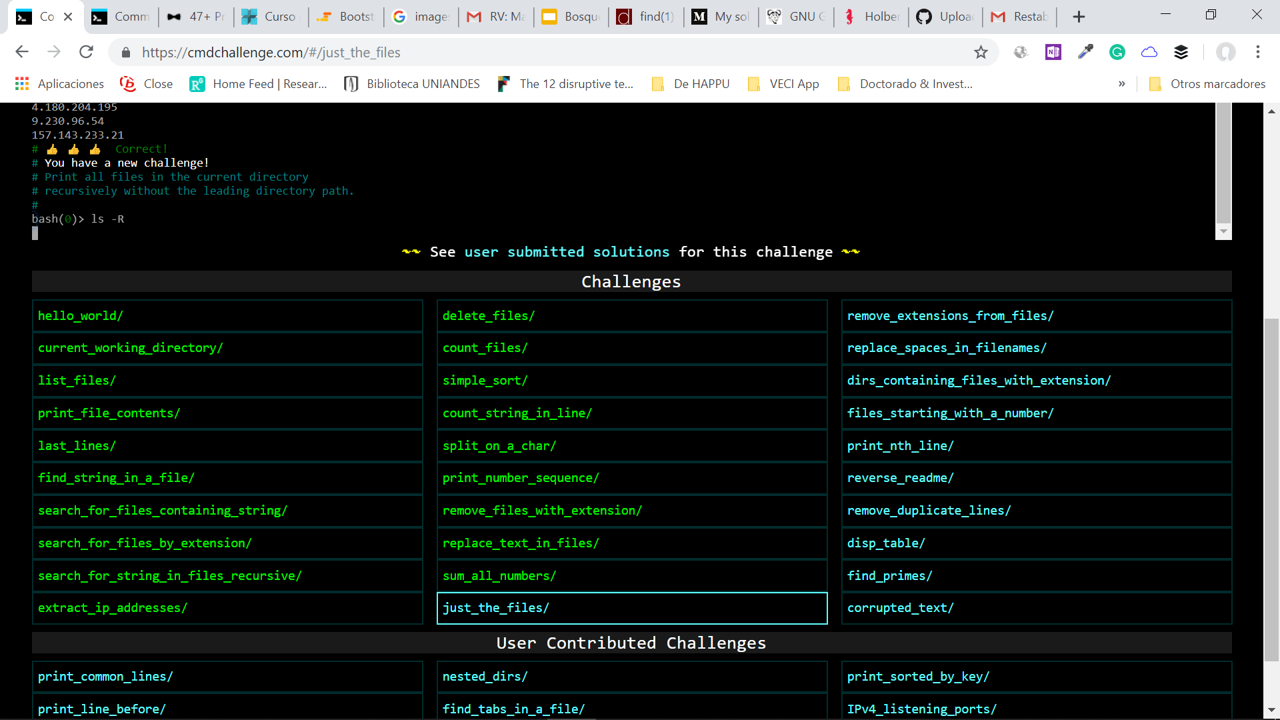 Co
Comm
47+ P
Curso
Bootst
image
RV: Ma
Bosqu
find(1)
My sol
GNU C
Holber
Uploa
Restab
https://cmdchallenge.com/#/just_the_files
Aplicaciones
Close
Home Feed | Resear...
Biblioteca UNIANDES
The 12 disruptive te...
De HAPPU
VECI App
Doctorado & Invest...
»
Otros marcadores
4.180.204.195
9.230.96.54
157.143.233.21
# 👍 👍 👍 Correct!
# You have a new challenge!
# Print all files in the current directory
# recursively without the leading directory path.
#
bash(0)> ls -R
~~ See user submitted solutions for this challenge ~~
Challenges
hello_world/
delete_files/
remove_extensions_from_files/
current_working_directory/
count_files/
replace_spaces_in_filenames/
list_files/
simple_sort/
dirs_containing_files_with_extension/
print_file_contents/
count_string_in_line/
files_starting_with_a_number/
last_lines/
split_on_a_char/
print_nth_line/
find_string_in_a_file/
print_number_sequence/
reverse_readme/
search_for_files_containing_string/
remove_files_with_extension/
remove_duplicate_lines/
search_for_files_by_extension/
replace_text_in_files/
disp_table/
search_for_string_in_files_recursive/
sum_all_numbers/
find_primes/
extract_ip_addresses/
just_the_files/
corrupted_text/
User Contributed Challenges
print_common_lines/
nested_dirs/
print_sorted_by_key/
print_line_before/
find_tabs_in_a_file/
IPv4_listening_ports/